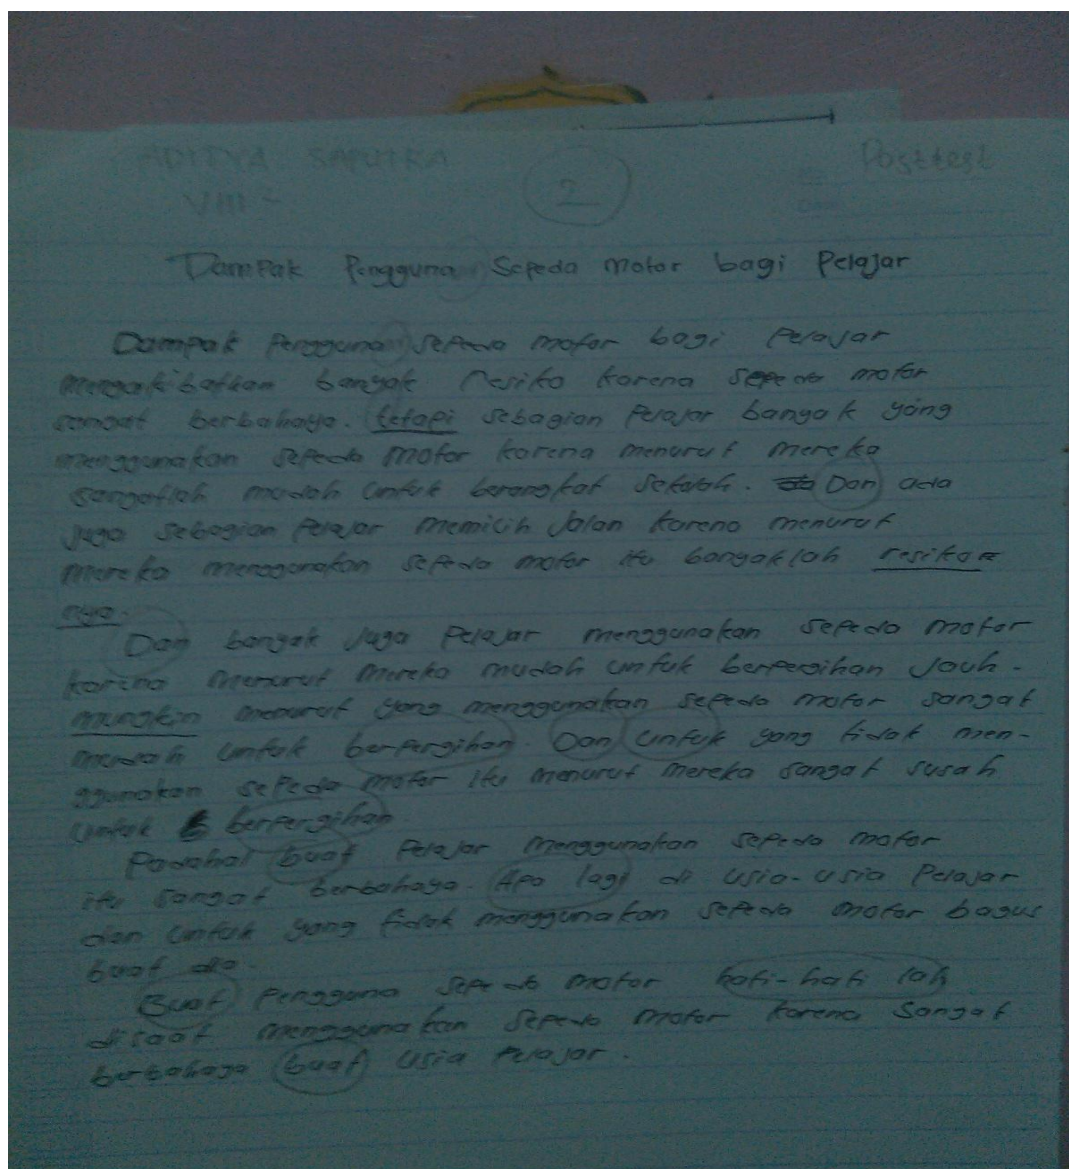 ADITYA SAPUTRA
Posttest
VIII
2
Dampak Pengguna Sepeda motor bagi Pelajar
Dampak Penggunan sepeda motor bagi Pelajar
mengakibatkan banyak resiko karena sepeda motor
sangat berbahaya. tetapi sebagian Pelajar banyak yang
menggunakan sepeda motor karena menurut mereka
sangatlah mudah untuk berangkat sekolah. Dan ada
juga sebagian Pelajar memilih jalan karena menurut
mereka menggunakan sepeda motor itu banyaklah resiko
nya.
Dan banyak juga Pelajar menggunakan sepeda motor
karena menurut mereka mudah untuk berpergihan jouh.
mungkin menurut yang menggunakan sepeda motor sangat
mudah untuk berpergihan. Dan untuk yang tidak men-
ggunakan sepeda motor itu menurut mereka sangat susah
untuk berpergihan
Padahal buat Pelajar menggunakan sepeda motor
itu sangat berbahaya. Apa lagi di usia-usia Pelajar
dan untuk yang tidak menggunakan sepeda motor bagus
buat dia.
Buat Pengguna sepeda motor hati-hati lah
disaat menggunakan sepeda motor karena sangat
berbahaya buat usia pelajar.